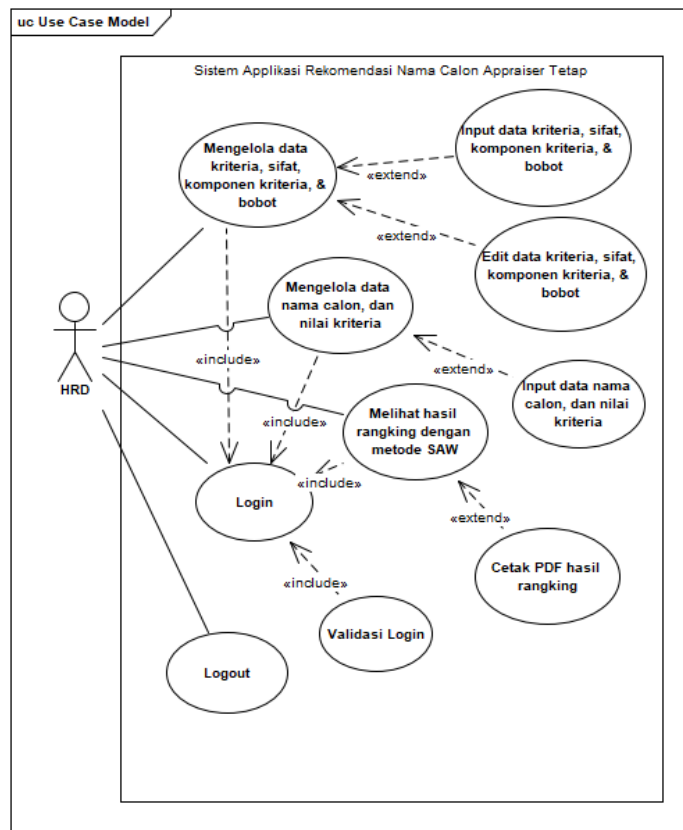 uc Use Case Model
Sistem Applikasi Rekomendasi Nama Calon Appraiser Tetap
Mengelola data
kriteria, sifat,
komponen kriteria, &
bobot
Input data kriteria, sifat,
komponen kriteria, &
bobot
«extend»
«extend»
Edit data kriteria, sifat,
komponen kriteria, &
bobot
Mengelola data
nama calon, dan
nilai kriteria
HRD
«include»
«extend»
Input data nama
calon, dan nilai
kriteria
Melihat hasil
rangking dengan
metode SAW
«include»
«include»
Login
«extend»
Cetak PDF hasil
rangking
«include»
Validasi Login
Logout